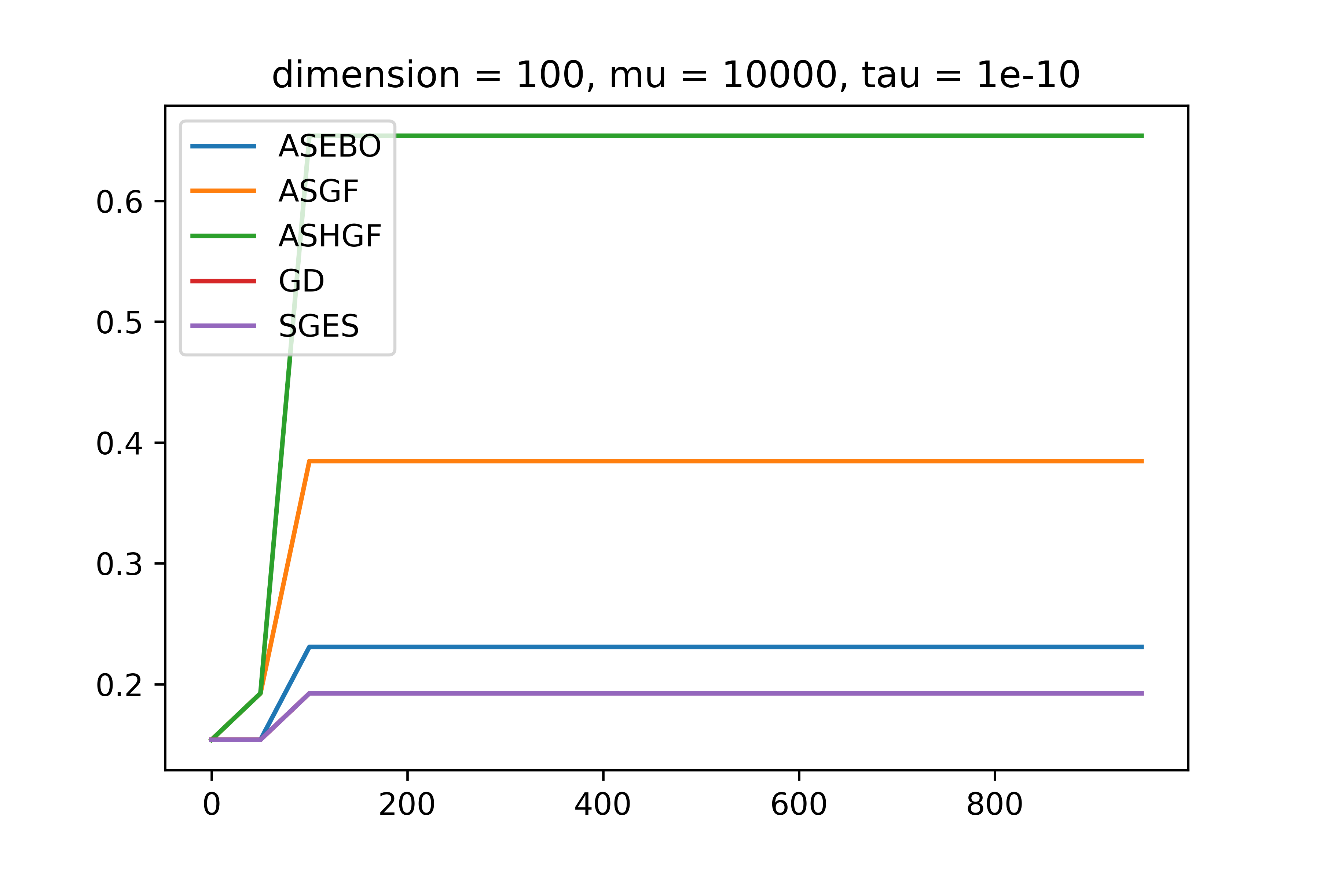 dimension = 100, mu = 10000, tau = 1e-10
ASEBO
ASGF
ASHGF
GD
SGES
0.6
0.5
0.4
0.3
0.2
0 200 400 600 800